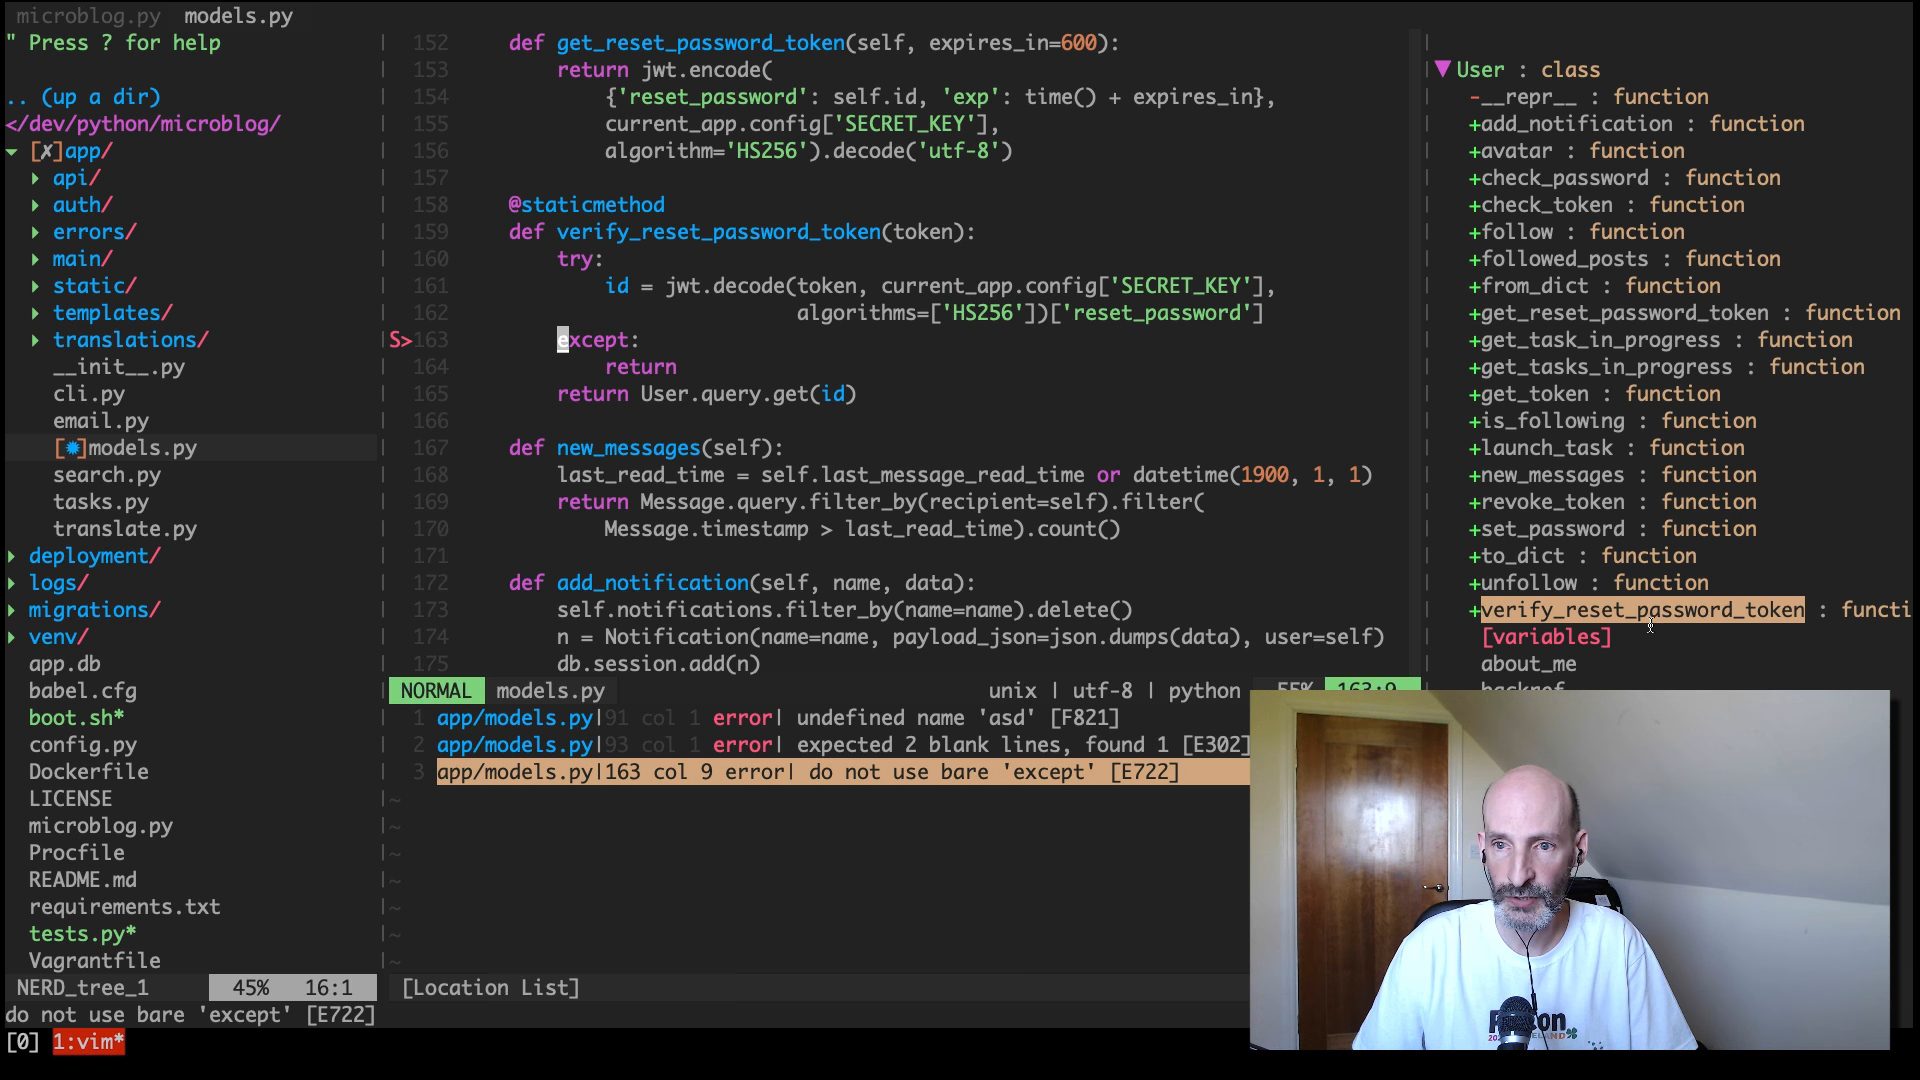 microblog.py models.py
" Press ? for help
.. (up a dir)
</dev/python/microblog/
▾ [✗]app/
▸ api/
▸ auth/
▸ errors/
▸ main/
▸ static/
▸ templates/
▸ translations/
__init__.py
cli.py
email.py
[✹]models.py
search.py
tasks.py
translate.py
▸ deployment/
▸ logs/
▸ migrations/
▸ venv/
app.db
babel.cfg
boot.sh*
config.py
Dockerfile
LICENSE
microblog.py
Procfile
README.md
requirements.txt
tests.py*
Vagrantfile
NERD_tree_1 45% 16:1
152 def get_reset_password_token(self, expires_in=600):
153 return jwt.encode(
154 {'reset_password': self.id, 'exp': time() + expires_in},
155 current_app.config['SECRET_KEY'],
156 algorithm='HS256').decode('utf-8')
157
158 @staticmethod
159 def verify_reset_password_token(token):
160 try:
161 id = jwt.decode(token, current_app.config['SECRET_KEY'],
162 algorithms=['HS256'])['reset_password']
S>163 except:
164 return
165 return User.query.get(id)
166
167 def new_messages(self):
168 last_read_time = self.last_message_read_time or datetime(1900, 1, 1)
169 return Message.query.filter_by(recipient=self).filter(
170 Message.timestamp > last_read_time).count()
171
172 def add_notification(self, name, data):
173 self.notifications.filter_by(name=name).delete()
174 n = Notification(name=name, payload_json=json.dumps(data), user=self)
175 db.session.add(n)
NORMAL models.py unix | utf-8 | python 55% 163:9
1 app/models.py|91 col 1 error| undefined name 'asd' [F821]
2 app/models.py|93 col 1 error| expected 2 blank lines, found 1 [E302]
3 app/models.py|163 col 9 error| do not use bare 'except' [E722]
[Location List]
▼ User : class
-__repr__ : function
+add_notification : function
+avatar : function
+check_password : function
+check_token : function
+follow : function
+followed_posts : function
+from_dict : function
+get_reset_password_token : function
+get_task_in_progress : function
+get_tasks_in_progress : function
+get_token : function
+is_following : function
+launch_task : function
+new_messages : function
+revoke_token : function
+set_password : function
+to_dict : function
+unfollow : function
+verify_reset_password_token : functi
[variables]
about_me
backref
do not use bare 'except' [E722]
[0] 1:vim*